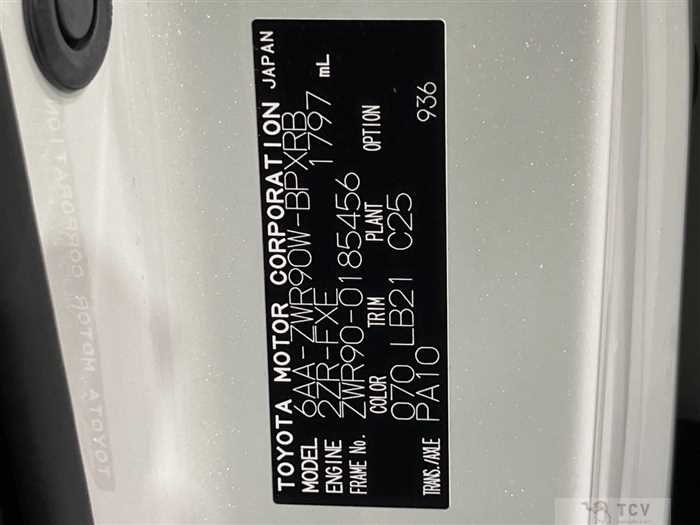 TOYOTA MOTOR CORPORATION JAPAN
MODEL 6AA-ZWR90W-BPXRB
ENGINE 2ZR-FXE 1797 mL
FRAME No. ZWR90-0185456
COLOR TRIM PLANT OPTION
070 LB21 C25
TRANS./AXLE PA10 936
TCV